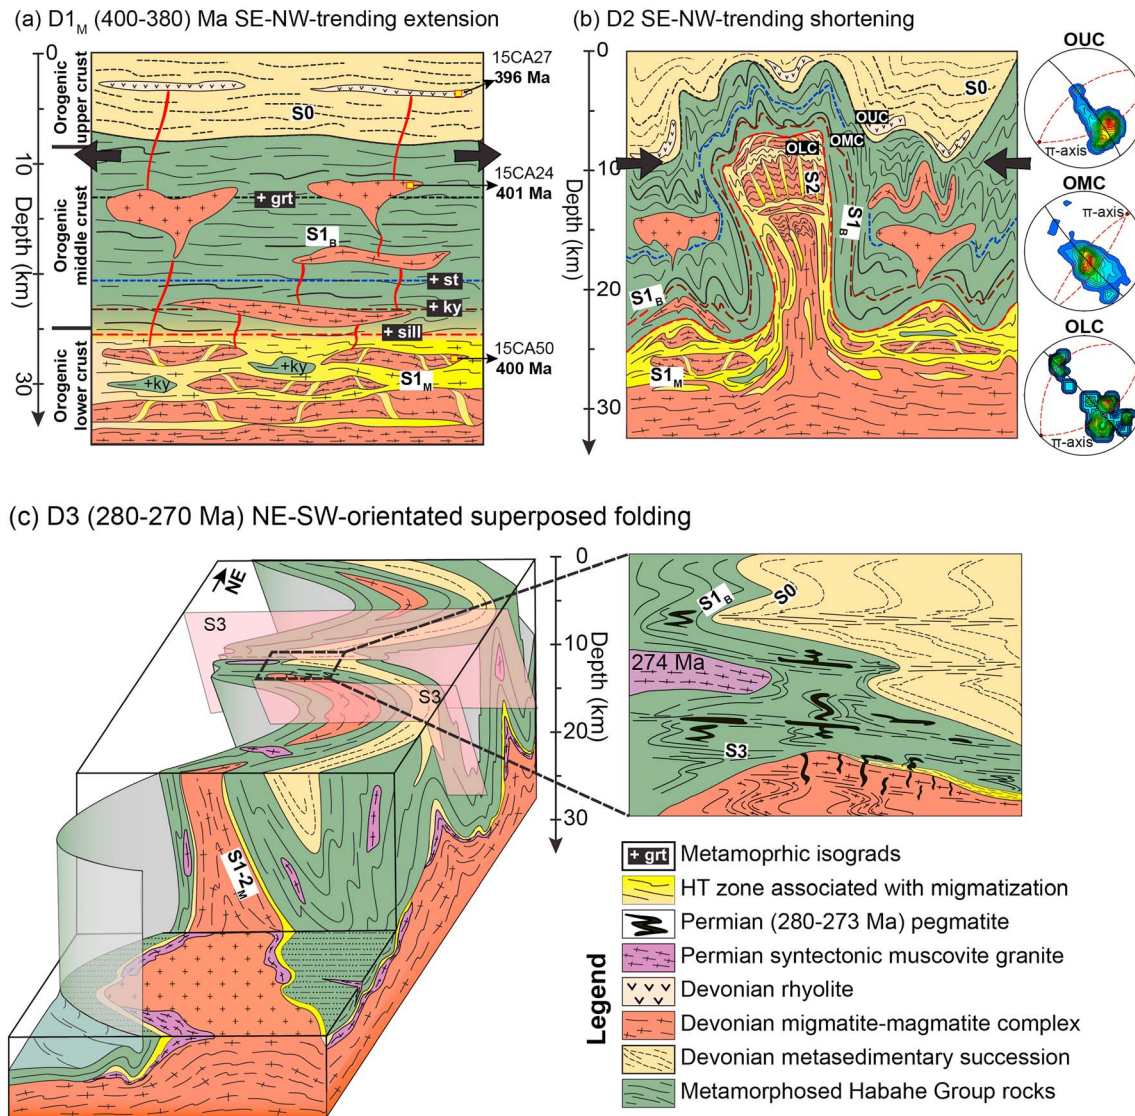 (a) D1M (400-380) Ma SE-NW-trending extension
0
10
20
30
Depth (km)
Orogenic upper crust
Orogenic middle crust
Orogenic lower crust
S0
15CA27
396 Ma
15CA24
401 Ma
+ grt
S1B
+ st
+ ky
+ sill
+ky
+ky
S1M
15CA50
400 Ma
(b) D2 SE-NW-trending shortening
0
10
20
30
Depth (km)
S0
OUC
OMC
OLC
S2
S1B
S1B
S1M
OUC
π-axis
OMC
π-axis
OLC
π-axis
(c) D3 (280-270 Ma) NE-SW-orientated superposed folding
NE
S3
S3
S1-2M
0
10
20
30
Depth (km)
S1B
S0
274 Ma
S3
Legend
+ grt
Metamoprhic isograds
HT zone associated with migmatization
Permian (280-273 Ma) pegmatite
Permian syntectonic muscovite granite
Devonian rhyolite
Devonian migmatite-magmatite complex
Devonian metasedimentary succession
Metamorphosed Habahe Group rocks